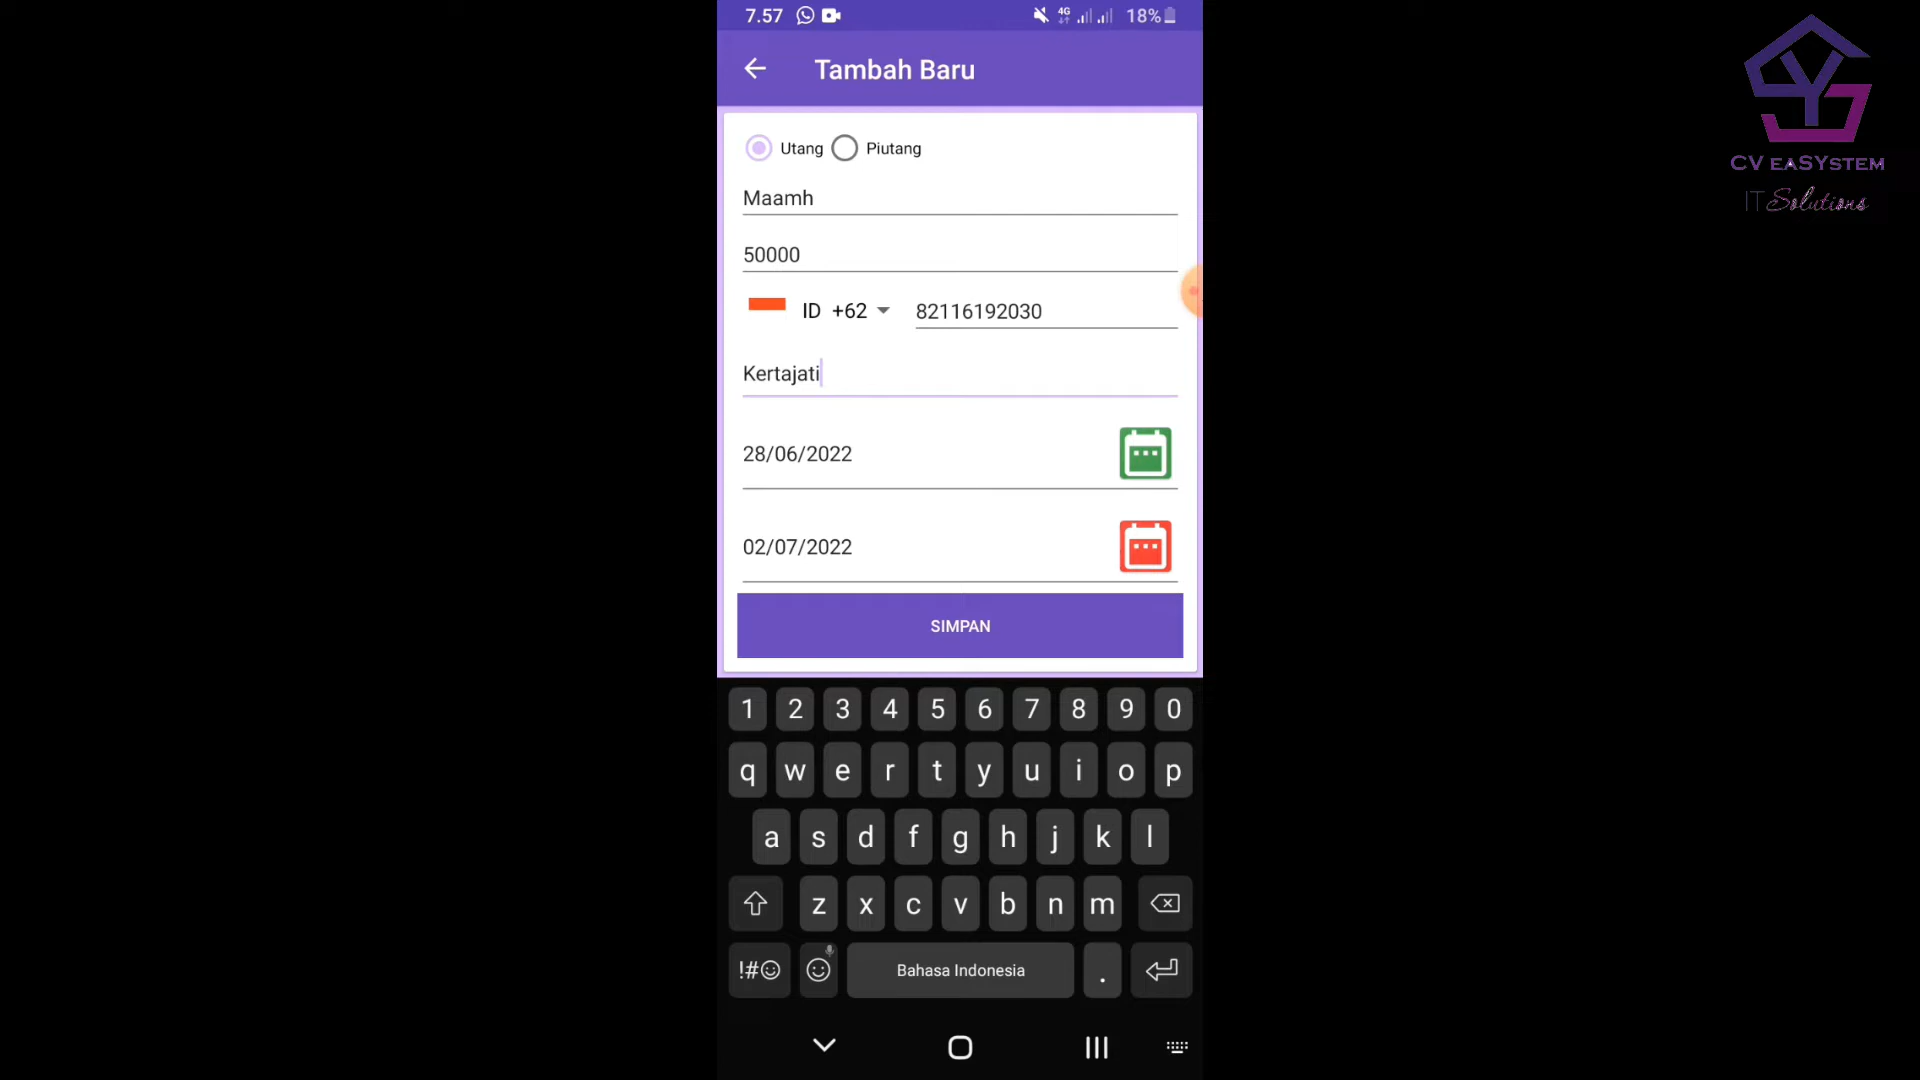 7.57 4G 18%
Tambah Baru
Utang Piutang
Maamh
50000
ID +62 82116192030
Kertajati
28/06/2022
02/07/2022
SIMPAN
1 2 3 4 5 6 7 8 9 0
q w e r t y u i o p
a s d f g h j k l
z x c v b n m
!#☺ Bahasa Indonesia .
CV EASYSTEM
IT Solutions